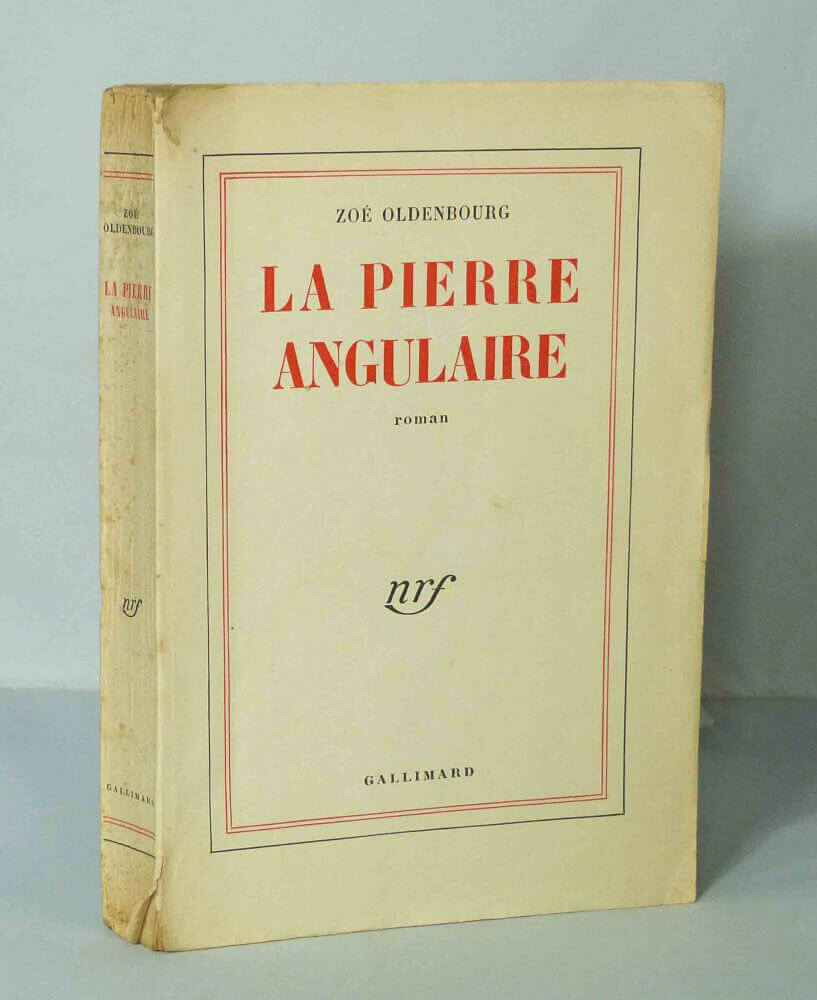 ZOÉ
OLDENBOURG
LA PIERRE
ANGULAIRE
nrf
GALLIMARD
ZOÉ OLDENBOURG
LA PIERRE
ANGULAIRE
roman
nrf
GALLIMARD